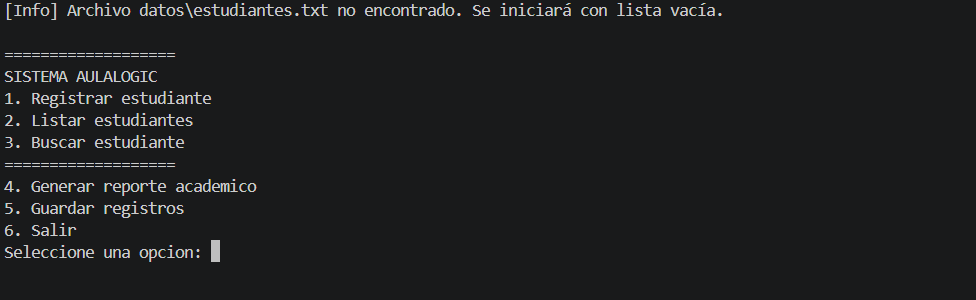 [Info] Archivo datos\estudiantes.txt no encontrado. Se iniciará con lista vacía.
===================
SISTEMA AULALOGIC
1. Registrar estudiante
2. Listar estudiantes
3. Buscar estudiante
===================
4. Generar reporte academico
5. Guardar registros
6. Salir
Seleccione una opcion: